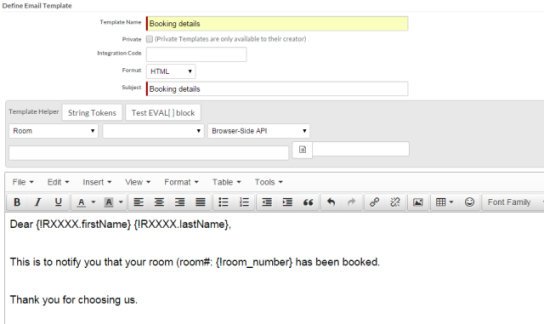 Define Email Template
Template Name Booking details
Private (Private Templates are only available to their creator)
Integration Code
Format HTML
Subject Booking details
Template Helper String Tokens Test EVAL[ ] block
Room Browser-Side API
File Edit Insert View Format Table Tools
B I U A A Font Family
Dear {!RXXXX.firstName} {!RXXXX.lastName},
This is to notify you that your room (room#: {!room_number} has been booked.
Thank you for choosing us.